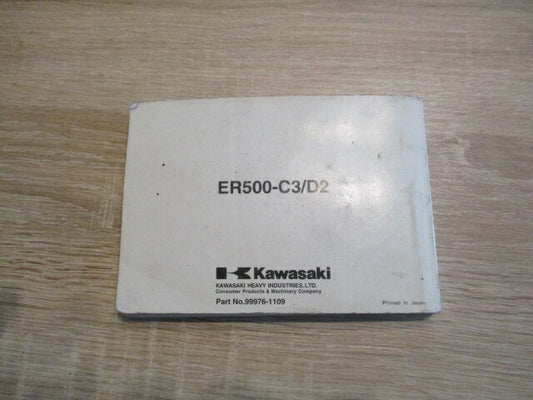 ER500-C3/D2
Kawasaki
KAWASAKI HEAVY INDUSTRIES,LTD.
Consumer Products & Machinery Company
Part No.99976-1109
Printed in Japan